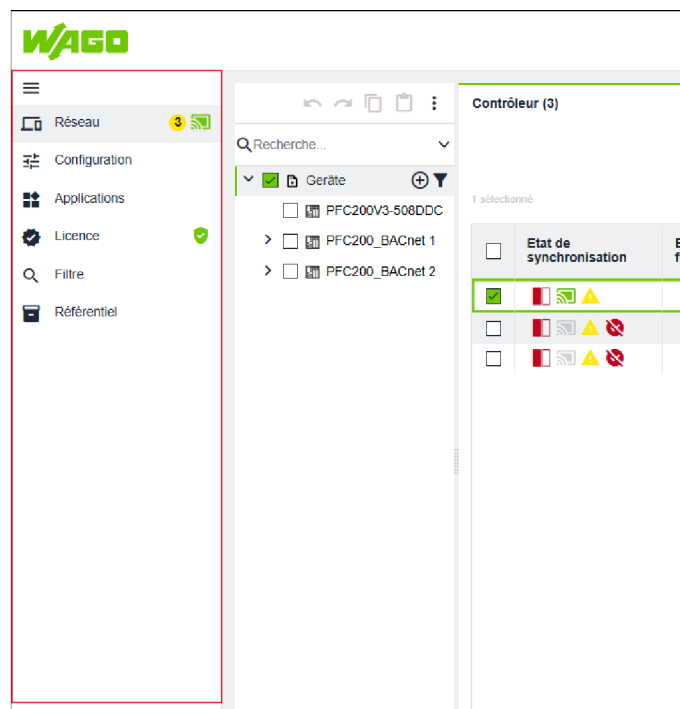 WAGO
Réseau 3
Configuration
Applications
Licence
Filtre
Référentiel
Recherche...
Geräte
PFC200V3-508DDC
PFC200_BACnet 1
PFC200_BACnet 2
Contrôleur (3)
1 sélectionné
Etat de
synchronisation